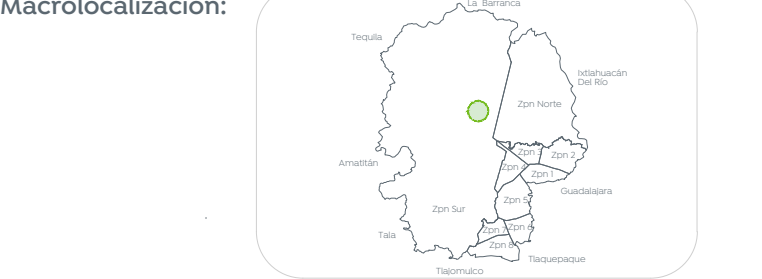 Macrolocalización:
La Barranca
Tequila
Ixtlahuacán
Del Río
Zpn Norte
Zpn 3
Zpn 2
Amatitán
Zpn 4
Zpn 1
Guadalajara
Zpn 5
Zpn Sur
Zpn 7
Zpn 6
Tala
Zpn 8
Tlaquepaque
Tlajomulco